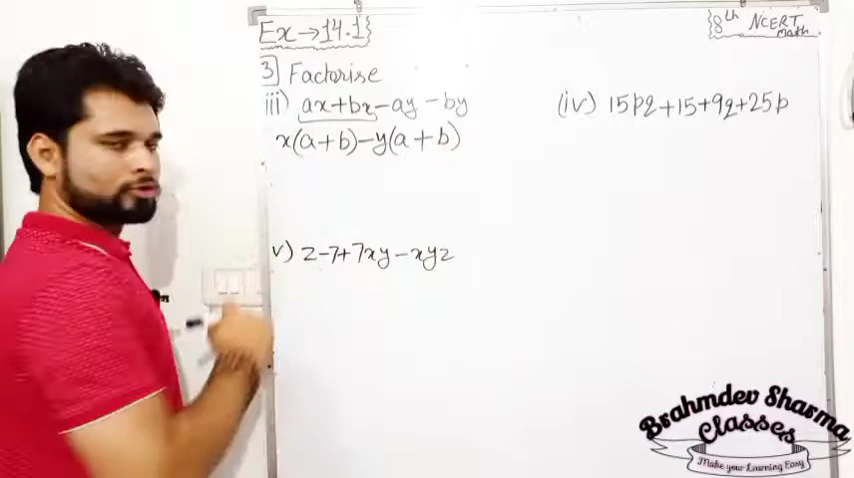 Ex→14.1
8th NCERT
Math
3] Factorise
iii) ax+bx-ay-by
x(a+b)-y(a+b)
(iv) 15pq+15+9q+25p
v) z-7+7xy-xyz
Brahmdev Sharma
Classes
Make your Learning Easy